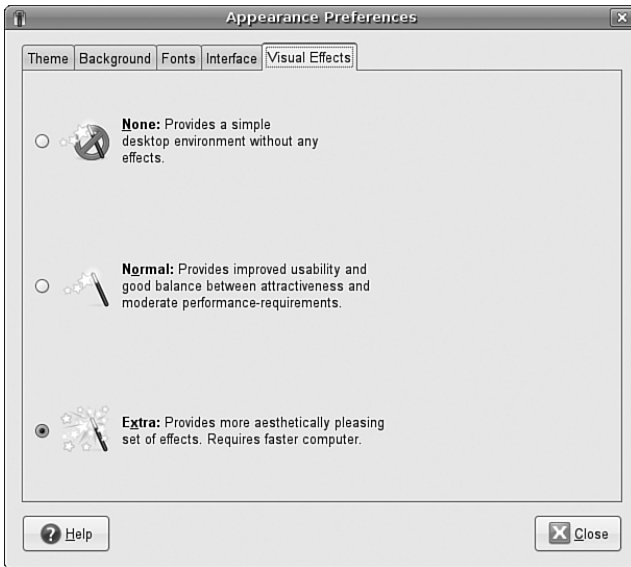 Appearance Preferences
Theme
Background
Fonts
Interface
Visual Effects
None: Provides a simple
desktop environment without any
effects.
Normal: Provides improved usability and
good balance between attractiveness and
moderate performance-requirements.
Extra: Provides more aesthetically pleasing
set of effects. Requires faster computer.
Help
Close